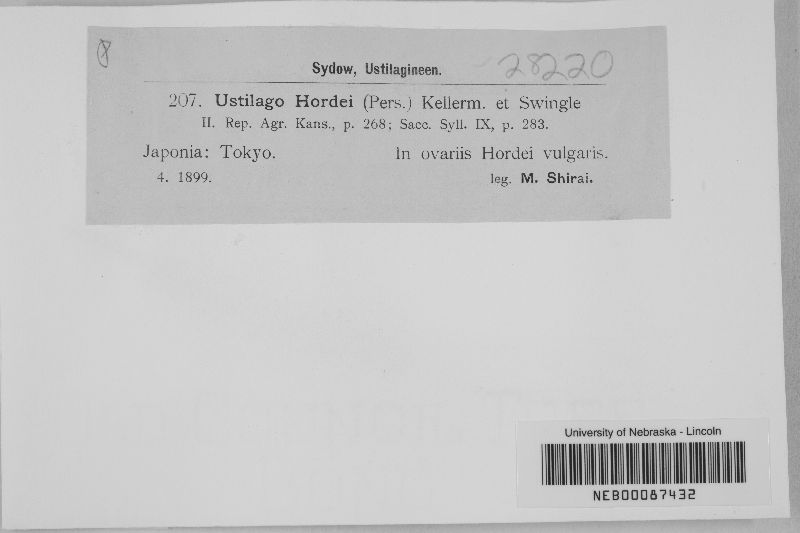 Sydow, Ustilagineen.
28220
207. Ustilago Hordei (Pers.) Kellerm. et Swingle
II. Rep. Agr. Kans., p. 268; Sacc. Syll. IX, p. 283.
Japonia: Tokyo. In ovariis Hordei vulgaris.
4. 1899. leg. M. Shirai.
University of Nebraska - Lincoln
NEB00087432